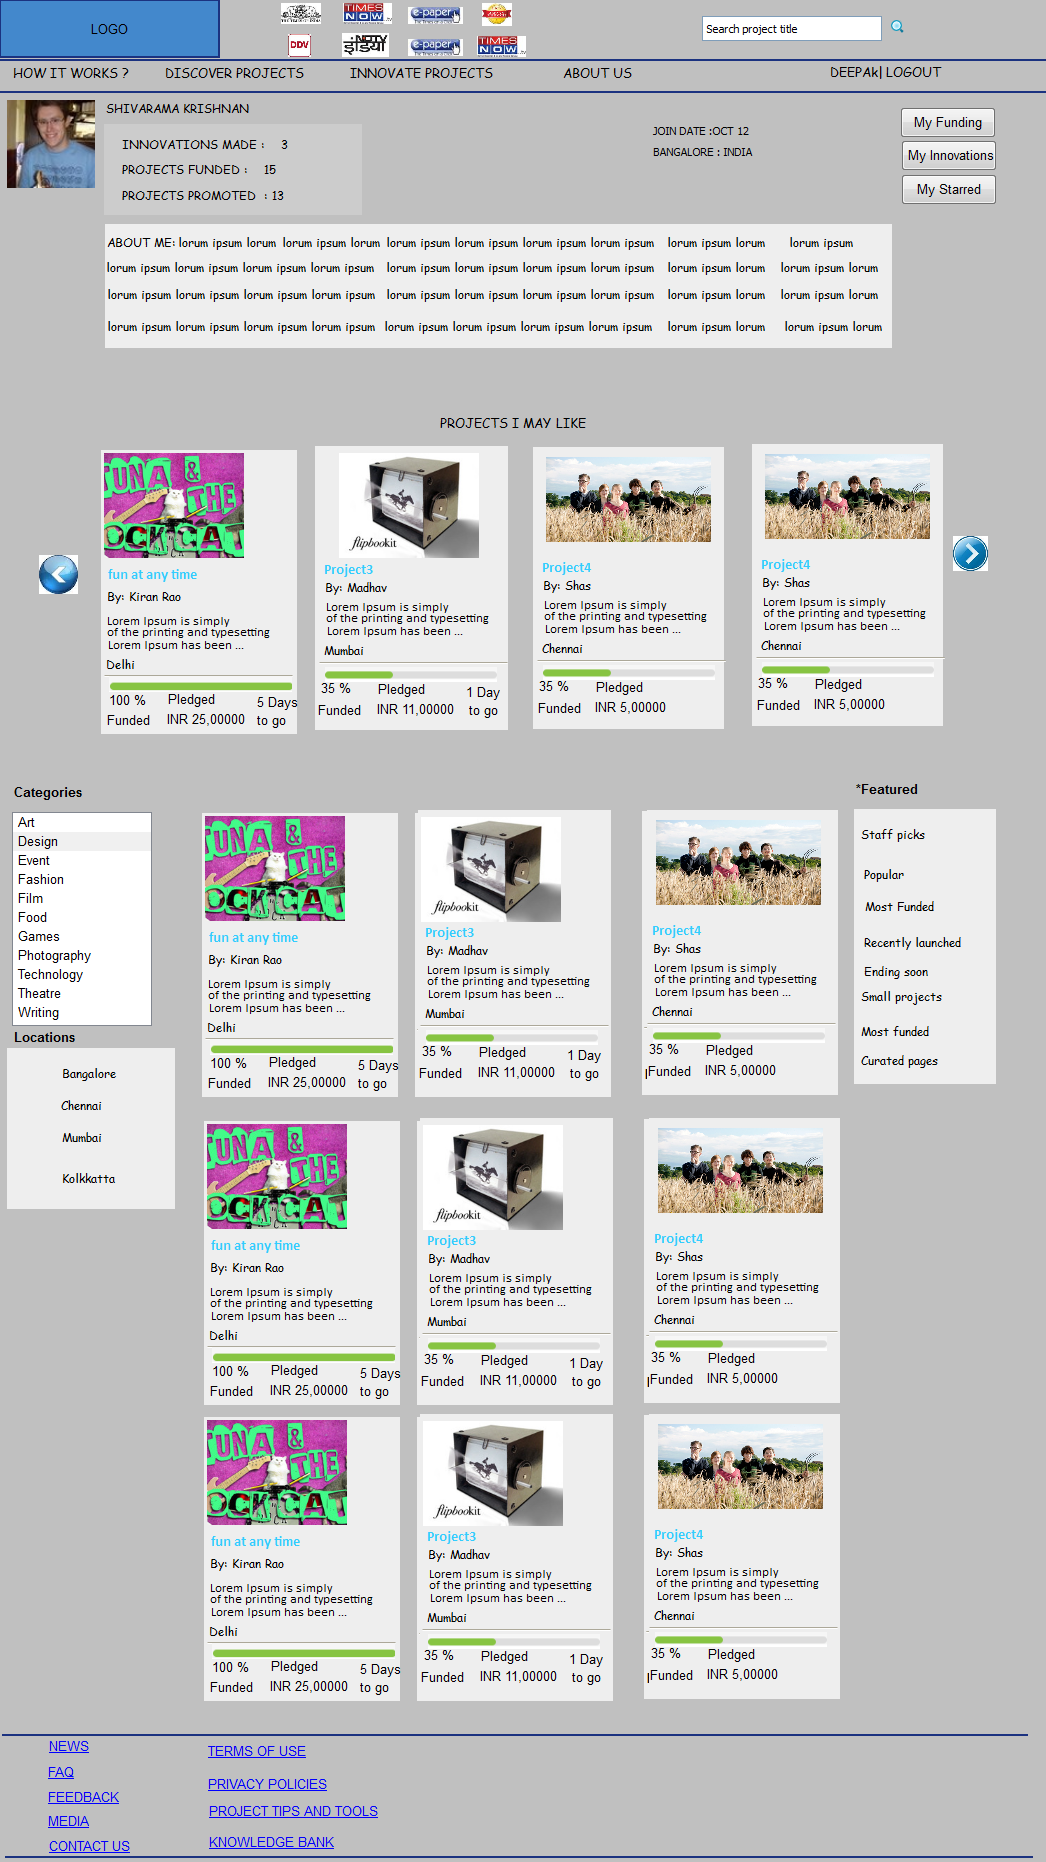 LOGO
TIMES NOW .tv
e-paper
DDV
NDTV
इंडिया
e-paper
TIMES NOW .tv
Search project title
HOW IT WORKS ?
DISCOVER PROJECTS
INNOVATE PROJECTS
ABOUT US
DEEPAk| LOGOUT
SHIVARAMA KRISHNAN
INNOVATIONS MADE : 3
PROJECTS FUNDED : 15
PROJECTS PROMOTED : 13
JOIN DATE :OCT 12
BANGALORE : INDIA
My Funding
My Innovations
My Starred
ABOUT ME: lorum ipsum lorum lorum ipsum lorum lorum ipsum lorum ipsum lorum ipsum lorum ipsum lorum ipsum lorum lorum ipsum
lorum ipsum lorum ipsum lorum ipsum lorum ipsum lorum ipsum lorum ipsum lorum ipsum lorum ipsum lorum ipsum lorum lorum ipsum lorum
lorum ipsum lorum ipsum lorum ipsum lorum ipsum lorum ipsum lorum ipsum lorum ipsum lorum ipsum lorum ipsum lorum lorum ipsum lorum
lorum ipsum lorum ipsum lorum ipsum lorum ipsum lorum ipsum lorum ipsum lorum ipsum lorum ipsum lorum ipsum lorum lorum ipsum lorum
PROJECTS I MAY LIKE
TUNA &
THE
ROCK CAT
fun at any time
By: Kiran Rao
Lorem Ipsum is simply
of the printing and typesetting
Lorem Ipsum has been ...
Delhi
100 % Pledged 5 Days
Funded INR 25,00000 to go
flipbookit
Project3
By: Madhav
Lorem Ipsum is simply
of the printing and typesetting
Lorem Ipsum has been ...
Mumbai
35 % Pledged 1 Day
Funded INR 11,00000 to go
Project4
By: Shas
Lorem Ipsum is simply
of the printing and typesetting
Lorem Ipsum has been ...
Chennai
35 % Pledged
Funded INR 5,00000
Project4
By: Shas
Lorem Ipsum is simply
of the printing and typesetting
Lorem Ipsum has been ...
Chennai
35 % Pledged
Funded INR 5,00000
Categories
Art
Design
Event
Fashion
Film
Food
Games
Photography
Technology
Theatre
Writing
Locations
Bangalore
Chennai
Mumbai
Kolkkatta
TUNA &
THE
ROCK CAT
fun at any time
By: Kiran Rao
Lorem Ipsum is simply
of the printing and typesetting
Lorem Ipsum has been ...
Delhi
100 % Pledged 5 Days
Funded INR 25,00000 to go
flipbookit
Project3
By: Madhav
Lorem Ipsum is simply
of the printing and typesetting
Lorem Ipsum has been ...
Mumbai
35 % Pledged 1 Day
Funded INR 11,00000 to go
Project4
By: Shas
Lorem Ipsum is simply
of the printing and typesetting
Lorem Ipsum has been ...
Chennai
35 % Pledged
Funded INR 5,00000
*Featured
Staff picks
Popular
Most Funded
Recently launched
Ending soon
Small projects
Most funded
Curated pages
TUNA &
THE
ROCK CAT
fun at any time
By: Kiran Rao
Lorem Ipsum is simply
of the printing and typesetting
Lorem Ipsum has been ...
Delhi
100 % Pledged 5 Days
Funded INR 25,00000 to go
flipbookit
Project3
By: Madhav
Lorem Ipsum is simply
of the printing and typesetting
Lorem Ipsum has been ...
Mumbai
35 % Pledged 1 Day
Funded INR 11,00000 to go
Project4
By: Shas
Lorem Ipsum is simply
of the printing and typesetting
Lorem Ipsum has been ...
Chennai
35 % Pledged
Funded INR 5,00000
TUNA &
THE
ROCK CAT
fun at any time
By: Kiran Rao
Lorem Ipsum is simply
of the printing and typesetting
Lorem Ipsum has been ...
Delhi
100 % Pledged 5 Days
Funded INR 25,00000 to go
flipbookit
Project3
By: Madhav
Lorem Ipsum is simply
of the printing and typesetting
Lorem Ipsum has been ...
Mumbai
35 % Pledged 1 Day
Funded INR 11,00000 to go
Project4
By: Shas
Lorem Ipsum is simply
of the printing and typesetting
Lorem Ipsum has been ...
Chennai
35 % Pledged
Funded INR 5,00000
NEWS
FAQ
FEEDBACK
MEDIA
CONTACT US
TERMS OF USE
PRIVACY POLICIES
PROJECT TIPS AND TOOLS
KNOWLEDGE BANK